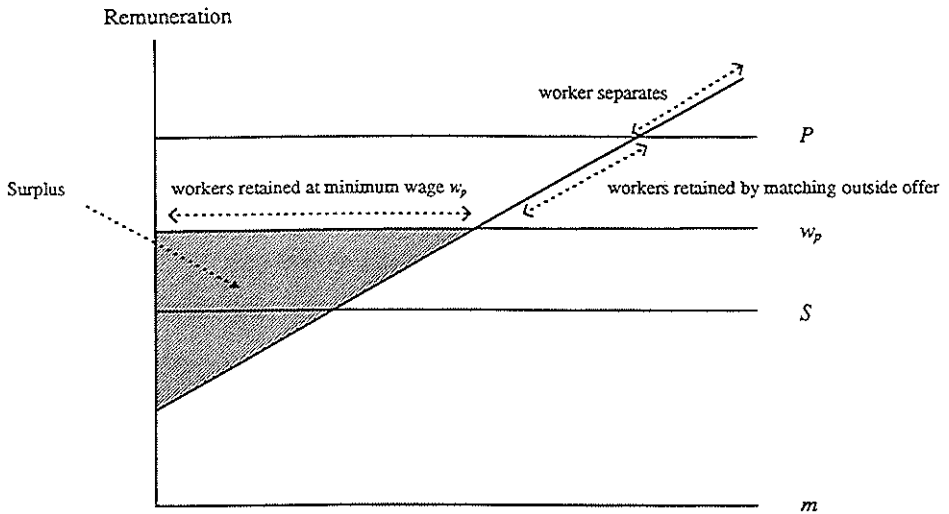 Remuneration
worker separates
P
Surplus
workers retained at minimum wage w_p
workers retained by matching outside offer
w_p
S
m